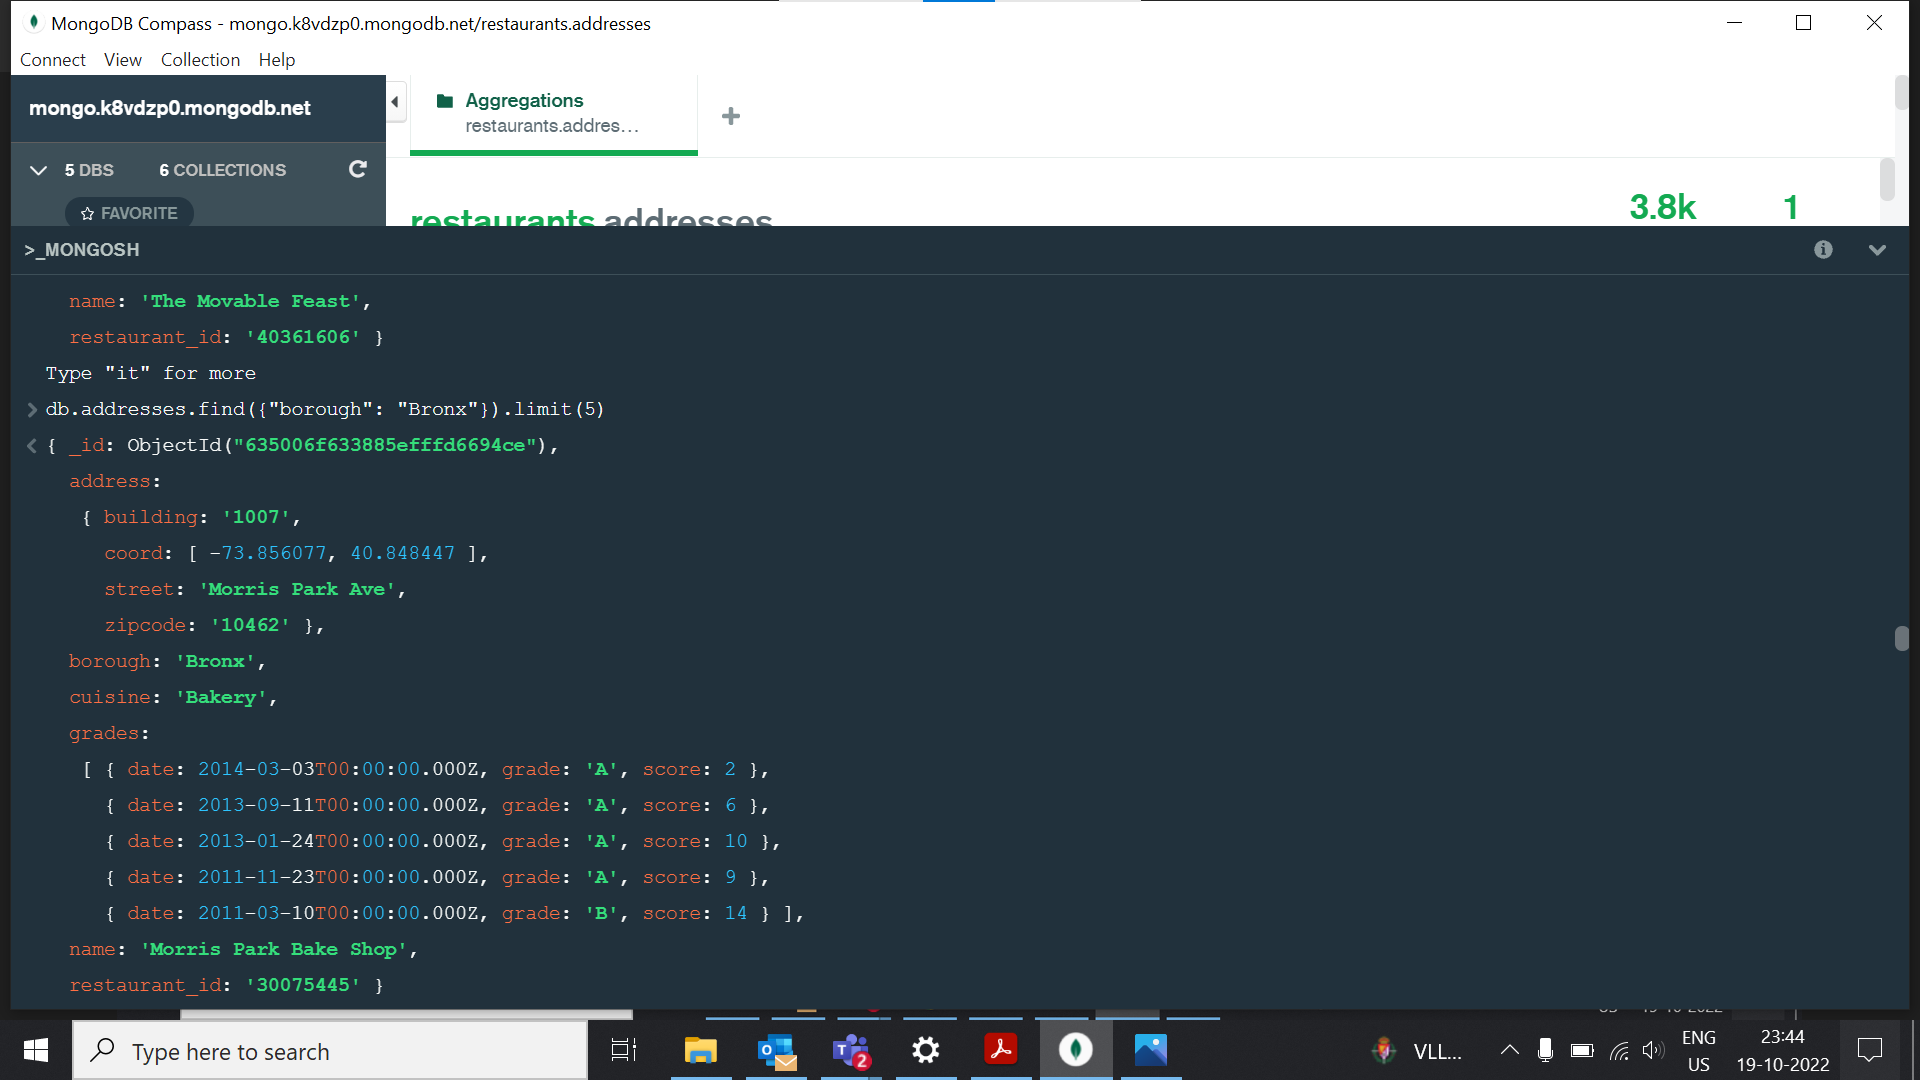 MongoDB Compass - mongo.k8vdzp0.mongodb.net/restaurants.addresses
Connect View Collection Help
mongo.k8vdzp0.mongodb.net
Aggregations
restaurants.addres...
5 DBS 6 COLLECTIONS
FAVORITE
restaurants.addresses
3.8k 1
>_MONGOSH
name: 'The Movable Feast',
restaurant_id: '40361606' }
Type "it" for more
db.addresses.find({"borough": "Bronx"}).limit(5)
{ _id: ObjectId("635006f633885efffd6694ce"),
address:
{ building: '1007',
coord: [ -73.856077, 40.848447 ],
street: 'Morris Park Ave',
zipcode: '10462' },
borough: 'Bronx',
cuisine: 'Bakery',
grades:
[ { date: 2014-03-03T00:00:00.000Z, grade: 'A', score: 2 },
{ date: 2013-09-11T00:00:00.000Z, grade: 'A', score: 6 },
{ date: 2013-01-24T00:00:00.000Z, grade: 'A', score: 10 },
{ date: 2011-11-23T00:00:00.000Z, grade: 'A', score: 9 },
{ date: 2011-03-10T00:00:00.000Z, grade: 'B', score: 14 } ],
name: 'Morris Park Bake Shop',
restaurant_id: '30075445' }
Type here to search
2
VLL...
ENG
US
23:44
19-10-2022